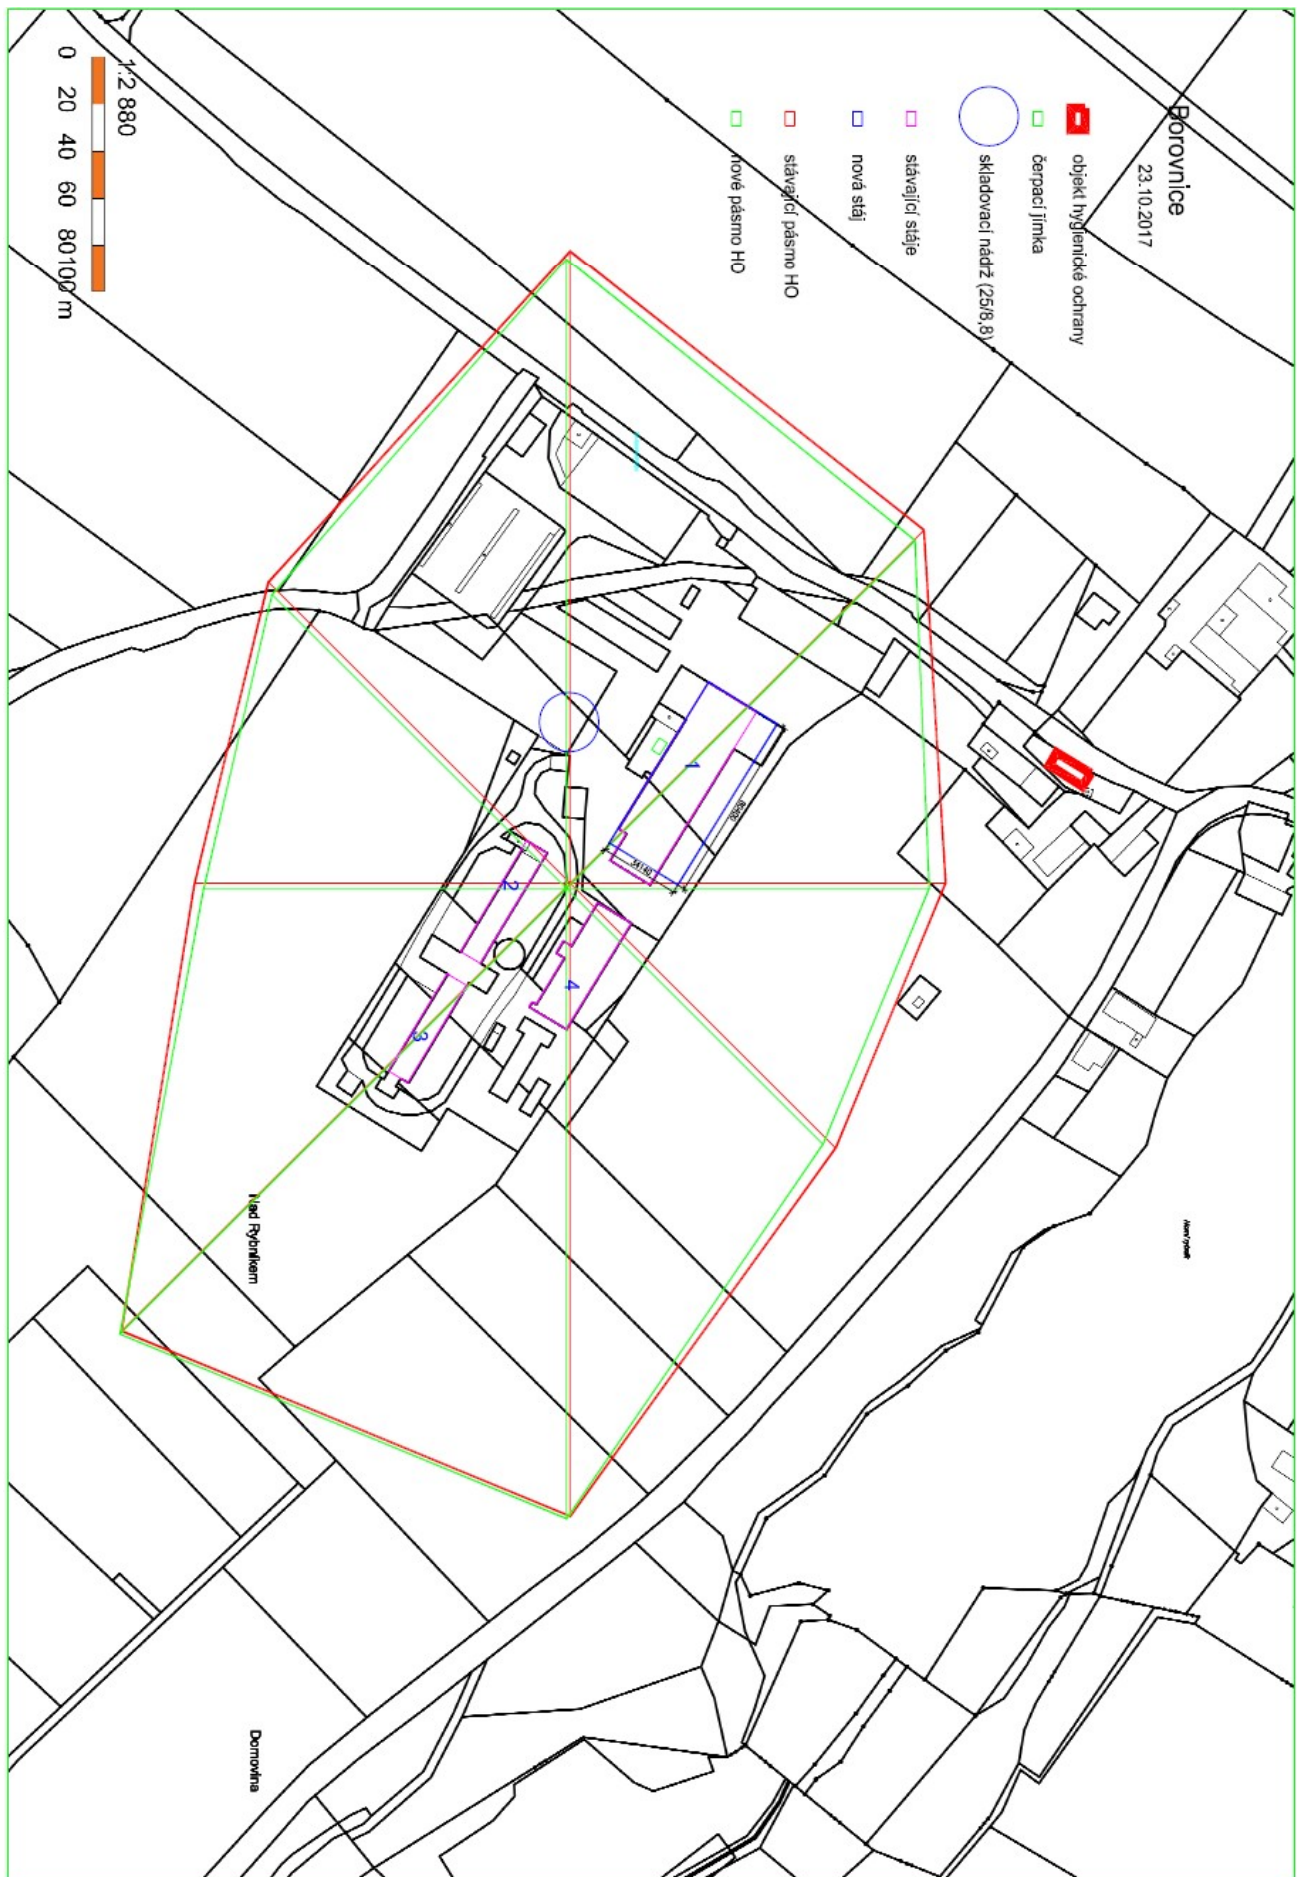 Borovnice
23.10.2017
objekt hygienické ochrany
čerpací jímka
skladovací nádrž (25/8,8)
stávající stáje
nová stáj
stávající pásmo HO
nové pásmo HO
1:2 880
0 20 40 60 80 100 m
1
80400
34140
2
4
3
Nad Rybníkem
Domovina